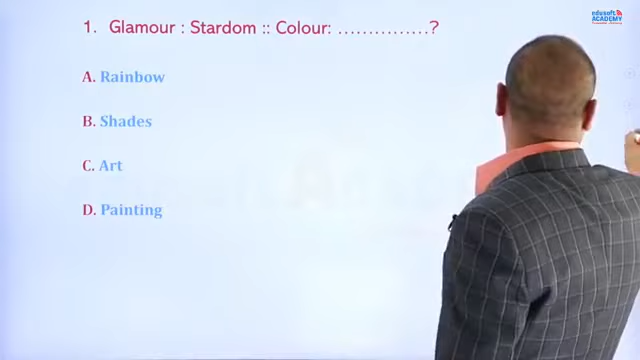 edusoft
ACADEMY
1. Glamour : Stardom :: Colour: ……………?
A. Rainbow
B. Shades
C. Art
D. Painting